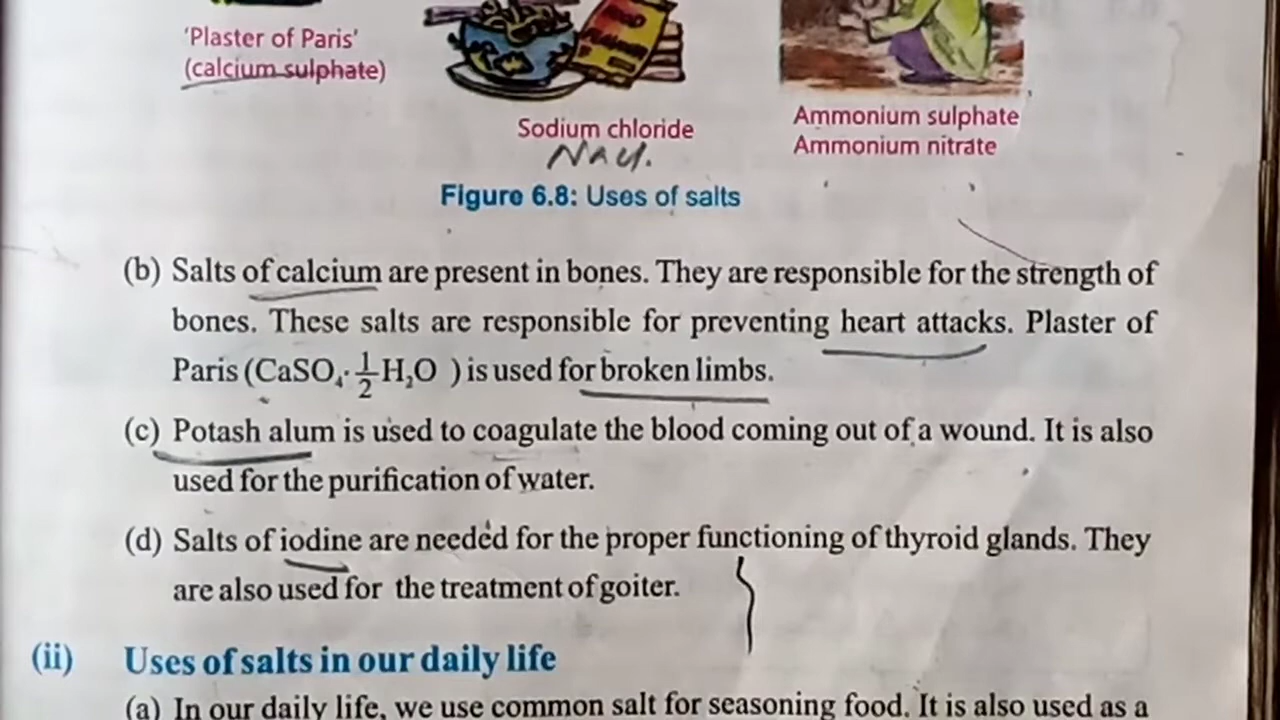 'Plaster of Paris'
(calcium sulphate)
Sodium chloride
NaCl.
Ammonium sulphate
Ammonium nitrate
Figure 6.8: Uses of salts
(b) Salts of calcium are present in bones. They are responsible for the strength of
bones. These salts are responsible for preventing heart attacks. Plaster of
Paris (CaSO₄·½H₂O ) is used for broken limbs.
(c) Potash alum is used to coagulate the blood coming out of a wound. It is also
used for the purification of water.
(d) Salts of iodine are needed for the proper functioning of thyroid glands. They
are also used for the treatment of goiter.
(ii) Uses of salts in our daily life
(a) In our daily life, we use common salt for seasoning food. It is also used as a